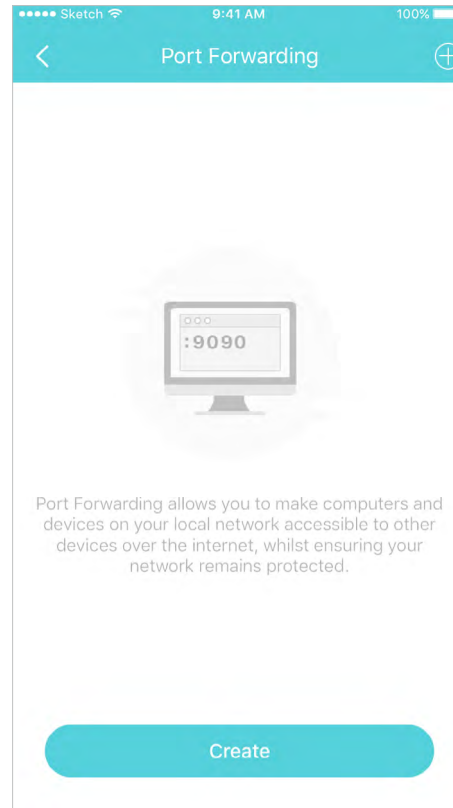 Sketch 9:41 AM 100%
Port Forwarding
:9090
Port Forwarding allows you to make computers and
devices on your local network accessible to other
devices over the internet, whilst ensuring your
network remains protected.
Create